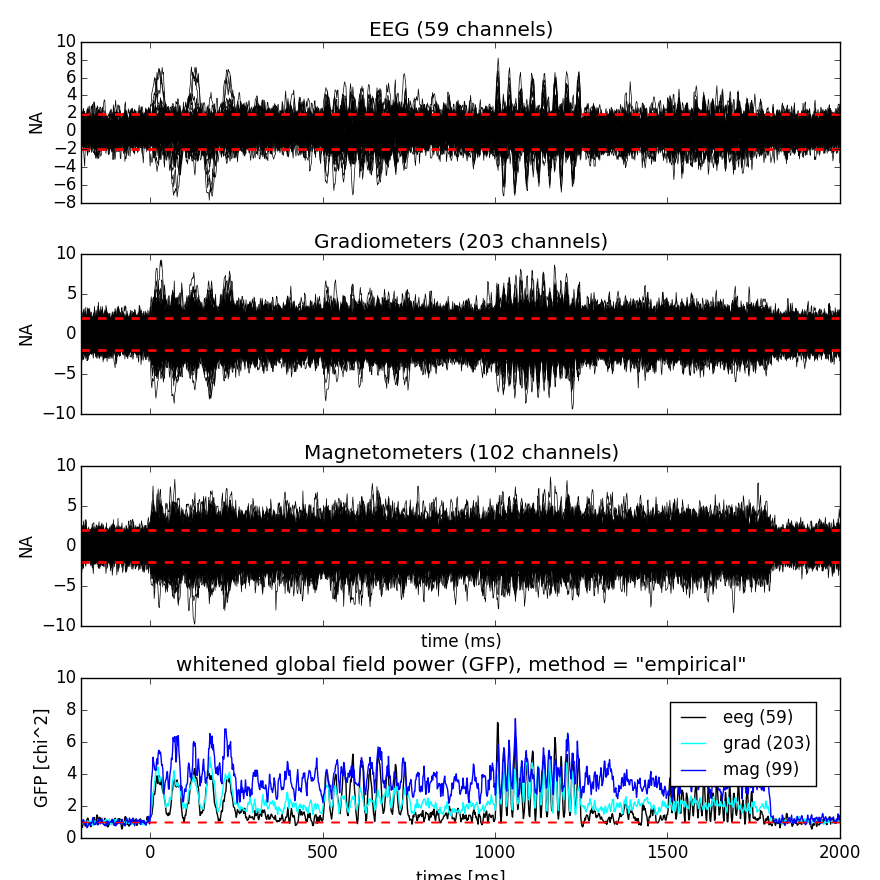 EEG (59 channels)
10
8
6
4
2
0
−2
−4
−6
−8
NA
Gradiometers (203 channels)
10
5
0
−5
−10
NA
Magnetometers (102 channels)
10
5
0
−5
−10
NA
time (ms)
whitened global field power (GFP), method = "empirical"
10
8
6
4
2
0
GFP [chi^2]
eeg (59)
grad (203)
mag (99)
0 500 1000 1500 2000
times [ms]